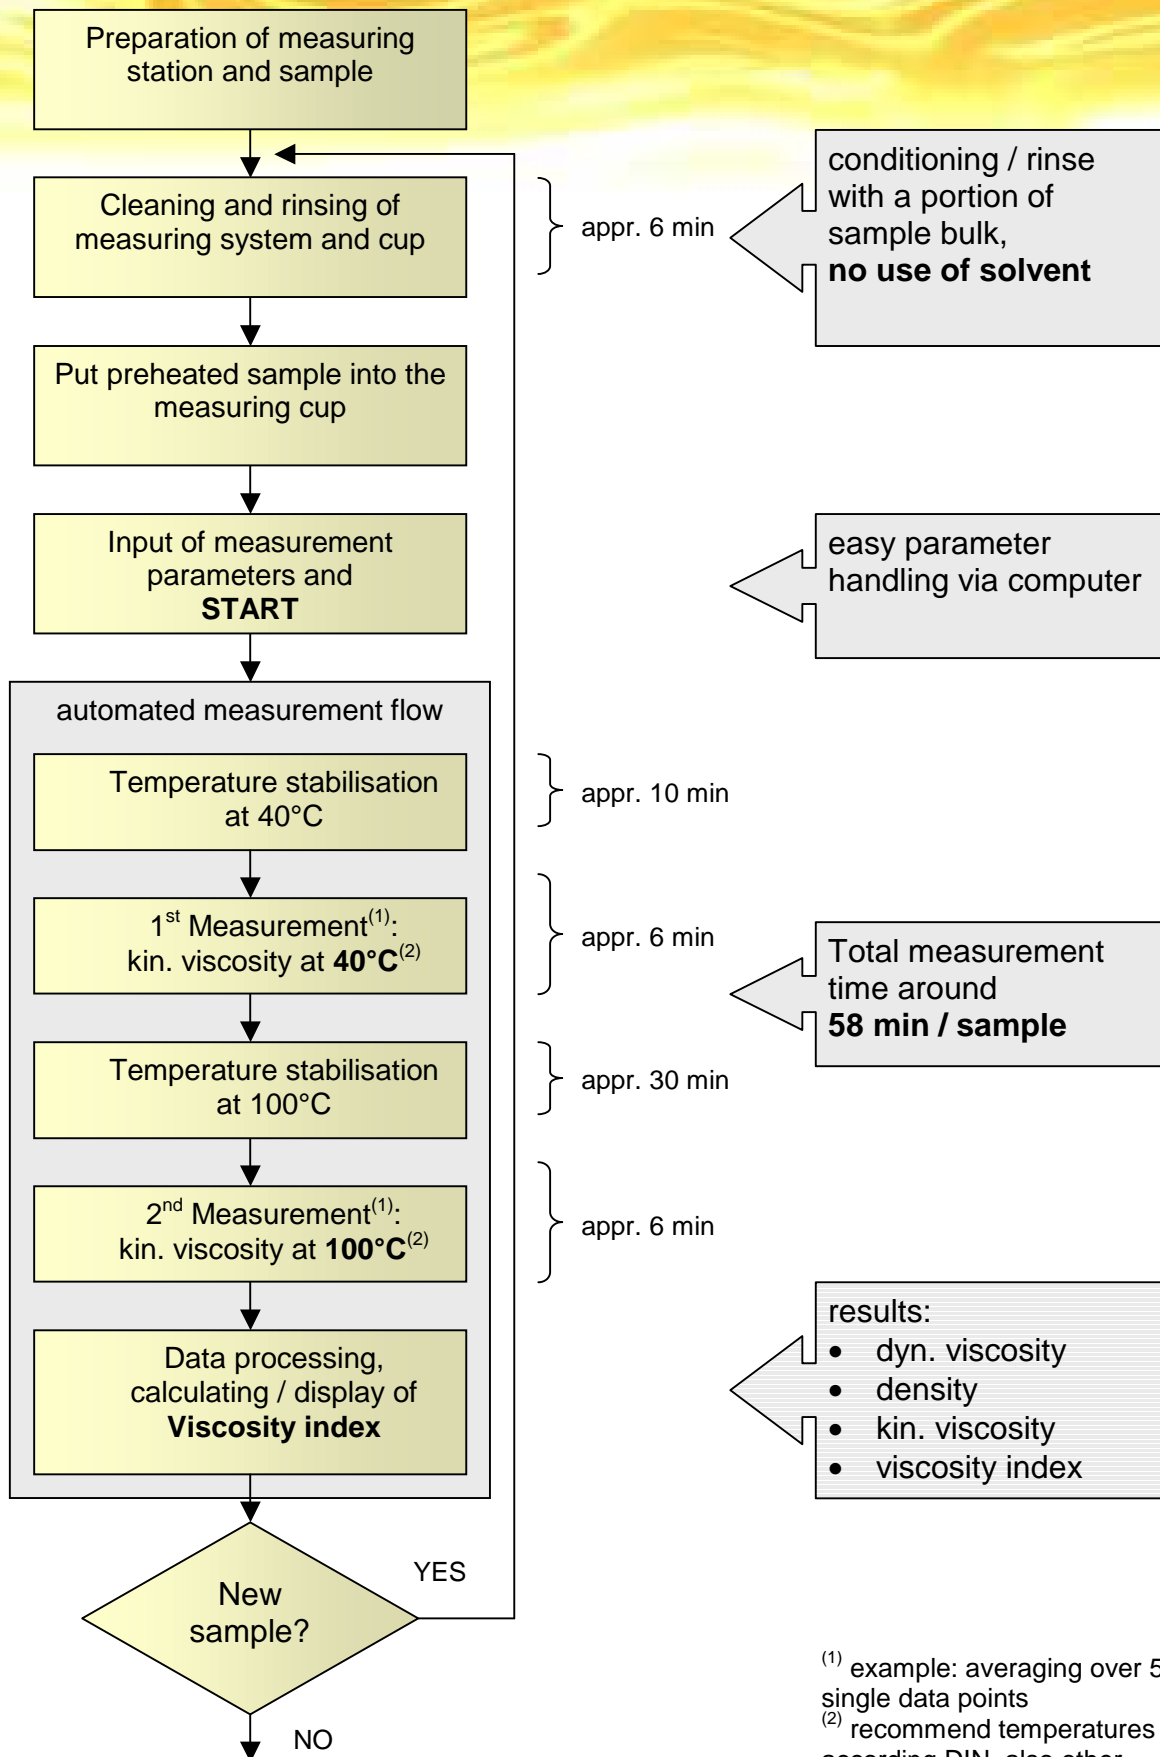 Preparation of measuring
station and sample
Cleaning and rinsing of
measuring system and cup
appr. 6 min
conditioning / rinse
with a portion of
sample bulk,
no use of solvent
Put preheated sample into the
measuring cup
Input of measurement
parameters and
START
easy parameter
handling via computer
automated measurement flow
Temperature stabilisation
at 40°C
appr. 10 min
1st Measurement(1):
kin. viscosity at 40°C(2)
appr. 6 min
Total measurement
time around
58 min / sample
Temperature stabilisation
at 100°C
appr. 30 min
2nd Measurement(1):
kin. viscosity at 100°C(2)
appr. 6 min
Data processing,
calculating / display of
Viscosity index
results:
• dyn. viscosity
• density
• kin. viscosity
• viscosity index
New
sample?
YES
NO
(1) example: averaging over 5
single data points
(2) recommend temperatures
according DIN, also other